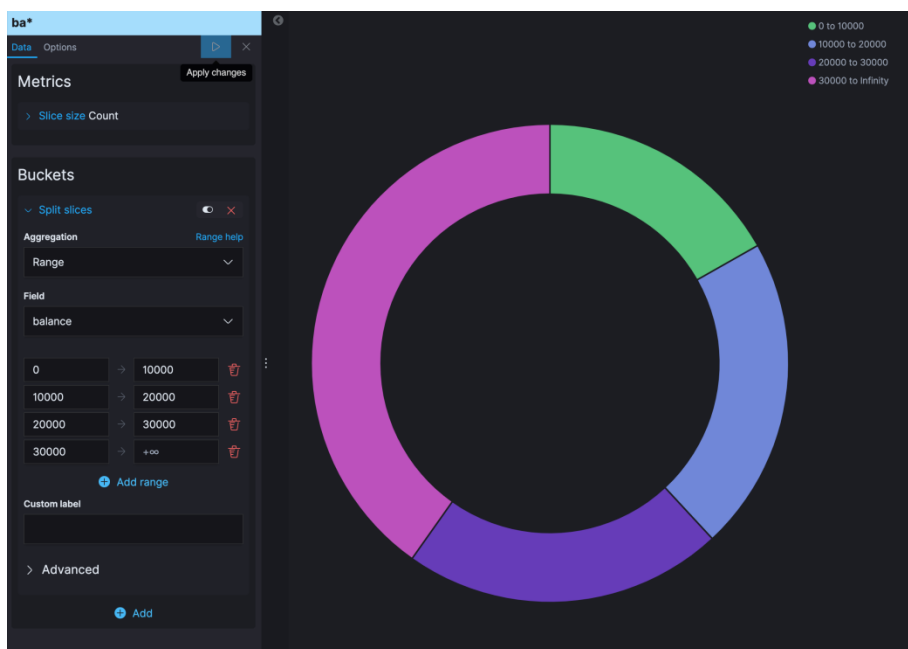 ba*
Data Options
Apply changes
Metrics
Slice size Count
Buckets
Split slices
Aggregation Range help
Range
Field
balance
0 → 10000
10000 → 20000
20000 → 30000
30000 → +∞
Add range
Custom label
Advanced
Add
0 to 10000
10000 to 20000
20000 to 30000
30000 to Infinity